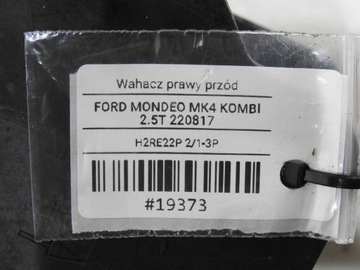 Wahacz prawy przód
FORD MONDEO MK4 KOMBI
2.5T 220817
H2RE22P 2/1-3P
#19373